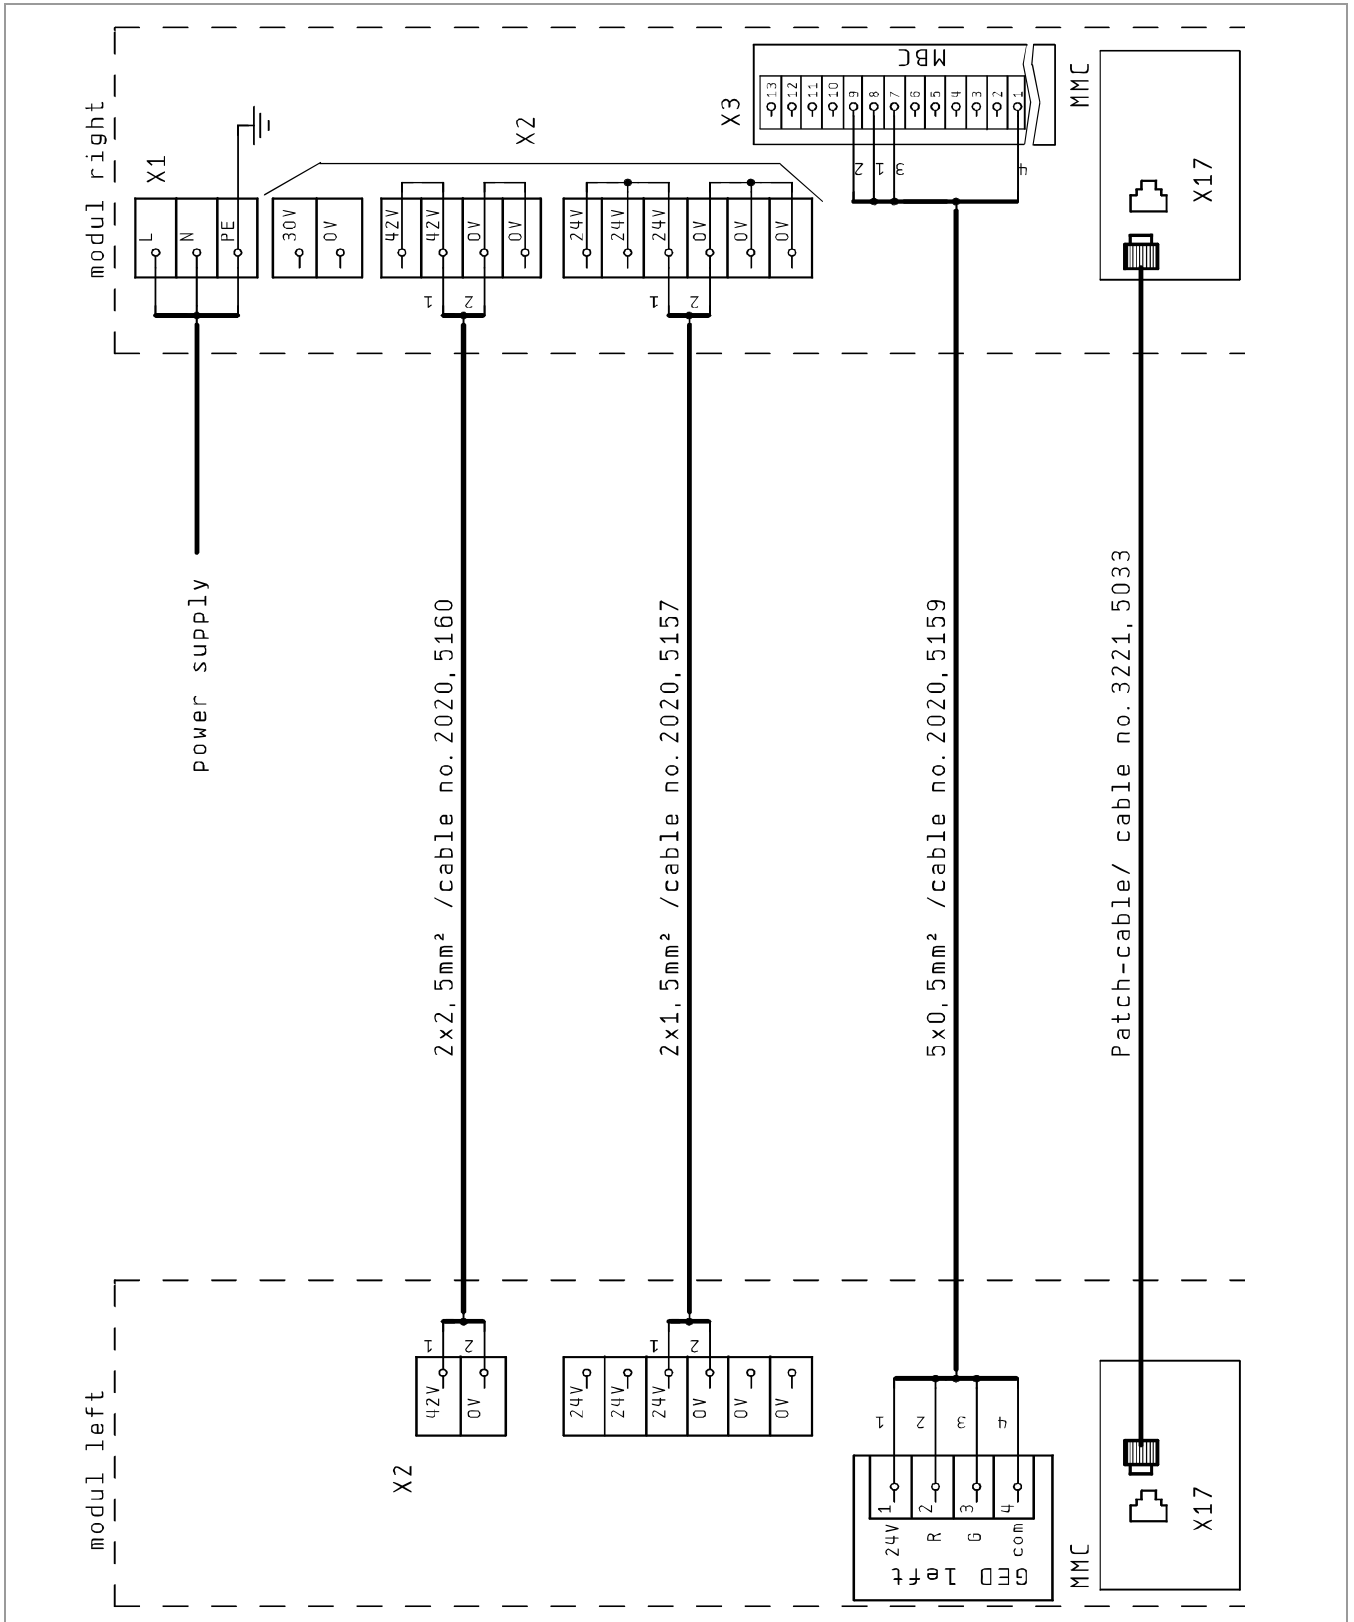 modul right
X1
L
N
PE
X2
30V
0V
42V
42V
0V
0V
1
2
24V
24V
24V
0V
0V
0V
1
2
X3
MBC
13
12
11
10
9
8
7
6
5
4
3
2
1
2
1
3
4
MMC
X17
power supply
2x2,5mm² /cable no. 2020,5160
2x1,5mm² /cable no. 2020,5157
5x0,5mm² /cable no. 2020,5159
Patch-cable/ cable no. 3221,5033
modul left
X2
1
2
42V
0V
1
2
24V
24V
24V
0V
0V
0V
1
2
3
4
1
2
3
4
24V
R
G
com
GED left
MMC
X17